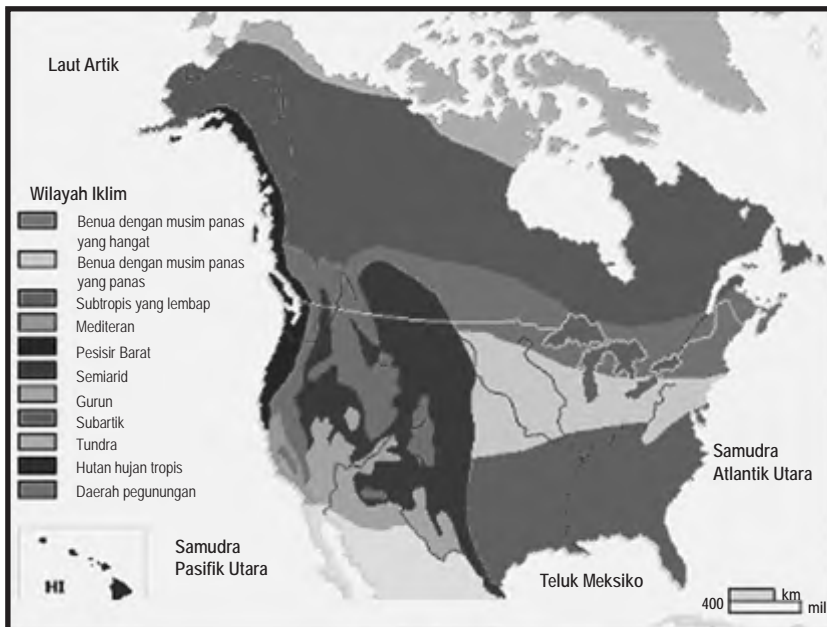 Laut Artik
Wilayah Iklim
Benua dengan musim panas
yang hangat
Benua dengan musim panas
yang panas
Subtropis yang lembap
Mediteran
Pesisir Barat
Semiarid
Gurun
Subartik
Tundra
Hutan hujan tropis
Daerah pegunungan
HI
Samudra
Pasifik Utara
Teluk Meksiko
Samudra
Atlantik Utara
km
400
mil